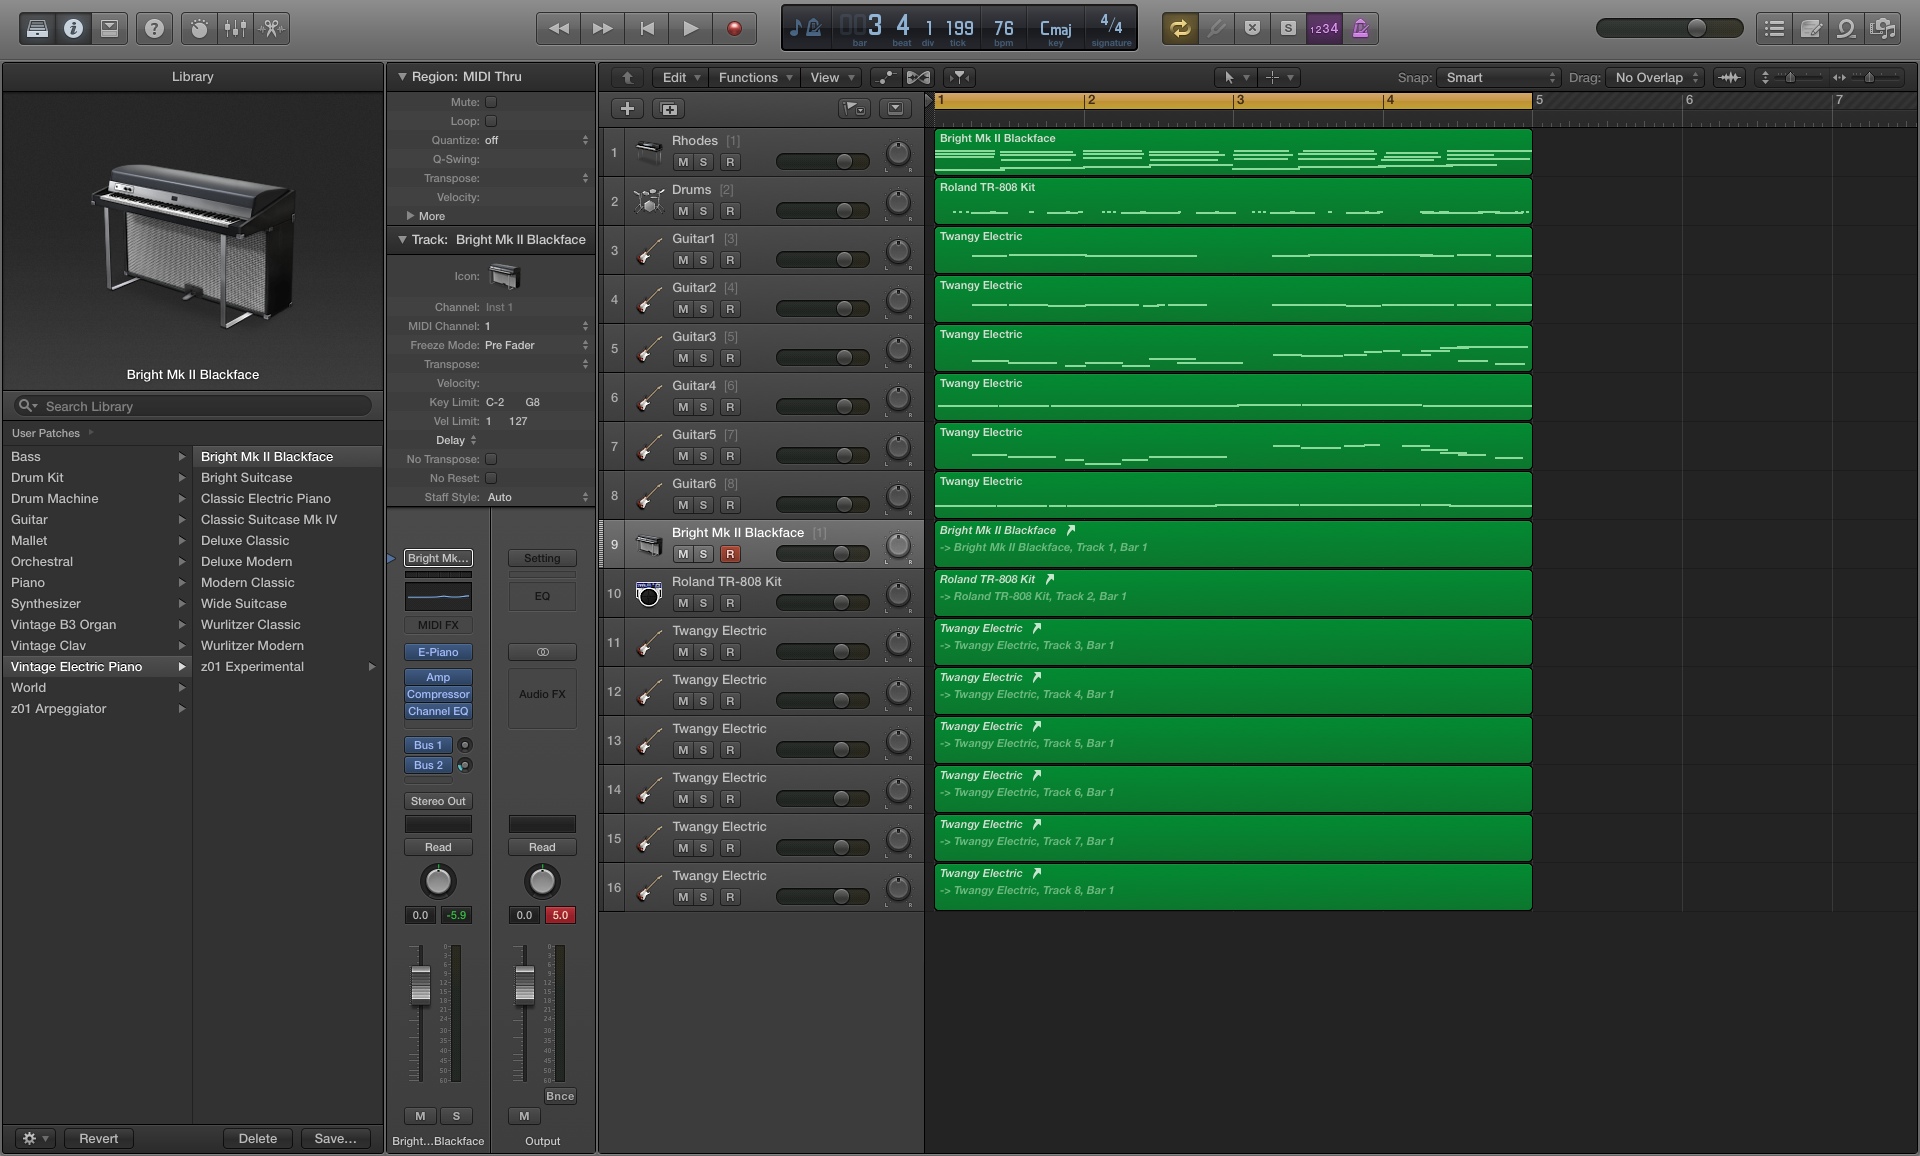 3 4 1 199 76 Cmaj 4/4
bar beat div tick bpm key signature
S 1234
Library
Bright Mk II Blackface
Search Library
User Patches
Bass
Drum Kit
Drum Machine
Guitar
Mallet
Orchestral
Piano
Synthesizer
Vintage B3 Organ
Vintage Clav
Vintage Electric Piano
World
z01 Arpeggiator
Bright Mk II Blackface
Bright Suitcase
Classic Electric Piano
Classic Suitcase Mk IV
Deluxe Classic
Deluxe Modern
Modern Classic
Wide Suitcase
Wurlitzer Classic
Wurlitzer Modern
z01 Experimental
Revert Delete Save...
Region: MIDI Thru
Mute:
Loop:
Quantize: off
Q-Swing:
Transpose:
Velocity:
More
Track: Bright Mk II Blackface
Icon:
Channel: Inst 1
MIDI Channel: 1
Freeze Mode: Pre Fader
Transpose:
Velocity:
Key Limit: C-2 G8
Vel Limit: 1 127
Delay
No Transpose:
No Reset:
Staff Style: Auto
Bright Mk... Setting
EQ
MIDI FX
E-Piano
Amp
Compressor Audio FX
Channel EQ
Bus 1
Bus 2
Stereo Out
Read Read
0.0 -5.9 0.0 5.0
Bnce
M S M
Bright...Blackface Output
Edit Functions View Snap: Smart Drag: No Overlap
1 2 3 4 5 6 7
1 Rhodes [1] M S R
Bright Mk II Blackface
2 Drums [2] M S R
Roland TR-808 Kit
3 Guitar1 [3] M S R
Twangy Electric
4 Guitar2 [4] M S R
Twangy Electric
5 Guitar3 [5] M S R
Twangy Electric
6 Guitar4 [6] M S R
Twangy Electric
7 Guitar5 [7] M S R
Twangy Electric
8 Guitar6 [8] M S R
Twangy Electric
9 Bright Mk II Blackface [1] M S R
Bright Mk II Blackface
-> Bright Mk II Blackface, Track 1, Bar 1
10 Roland TR-808 Kit M S R
Roland TR-808 Kit
-> Roland TR-808 Kit, Track 2, Bar 1
11 Twangy Electric M S R
Twangy Electric
-> Twangy Electric, Track 3, Bar 1
12 Twangy Electric M S R
Twangy Electric
-> Twangy Electric, Track 4, Bar 1
13 Twangy Electric M S R
Twangy Electric
-> Twangy Electric, Track 5, Bar 1
14 Twangy Electric M S R
Twangy Electric
-> Twangy Electric, Track 6, Bar 1
15 Twangy Electric M S R
Twangy Electric
-> Twangy Electric, Track 7, Bar 1
16 Twangy Electric M S R
Twangy Electric
-> Twangy Electric, Track 8, Bar 1